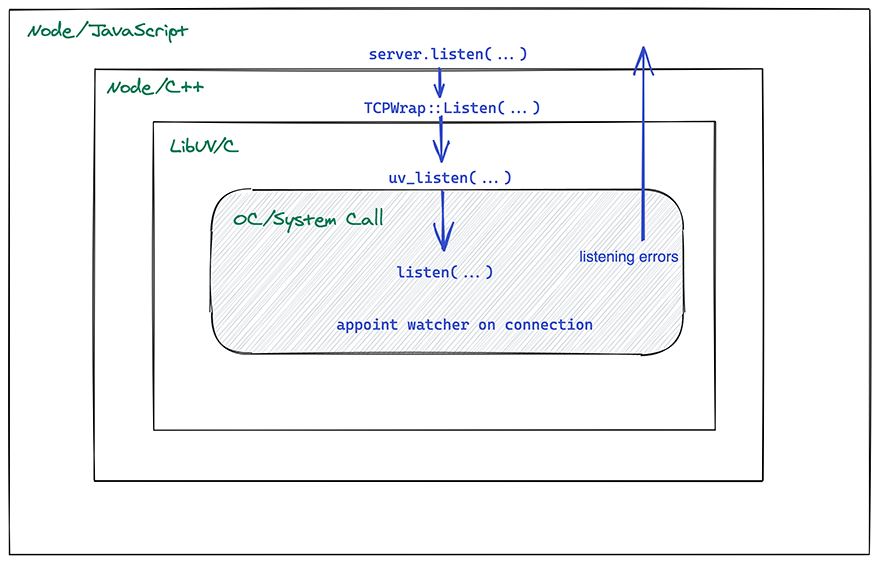 Node/JavaScript
server.listen(...)
Node/C++
TCPWrap::Listen(...)
LibUV/C
uv_listen(...)
OC/System Call
listening errors
listen(...)
appoint watcher on connection